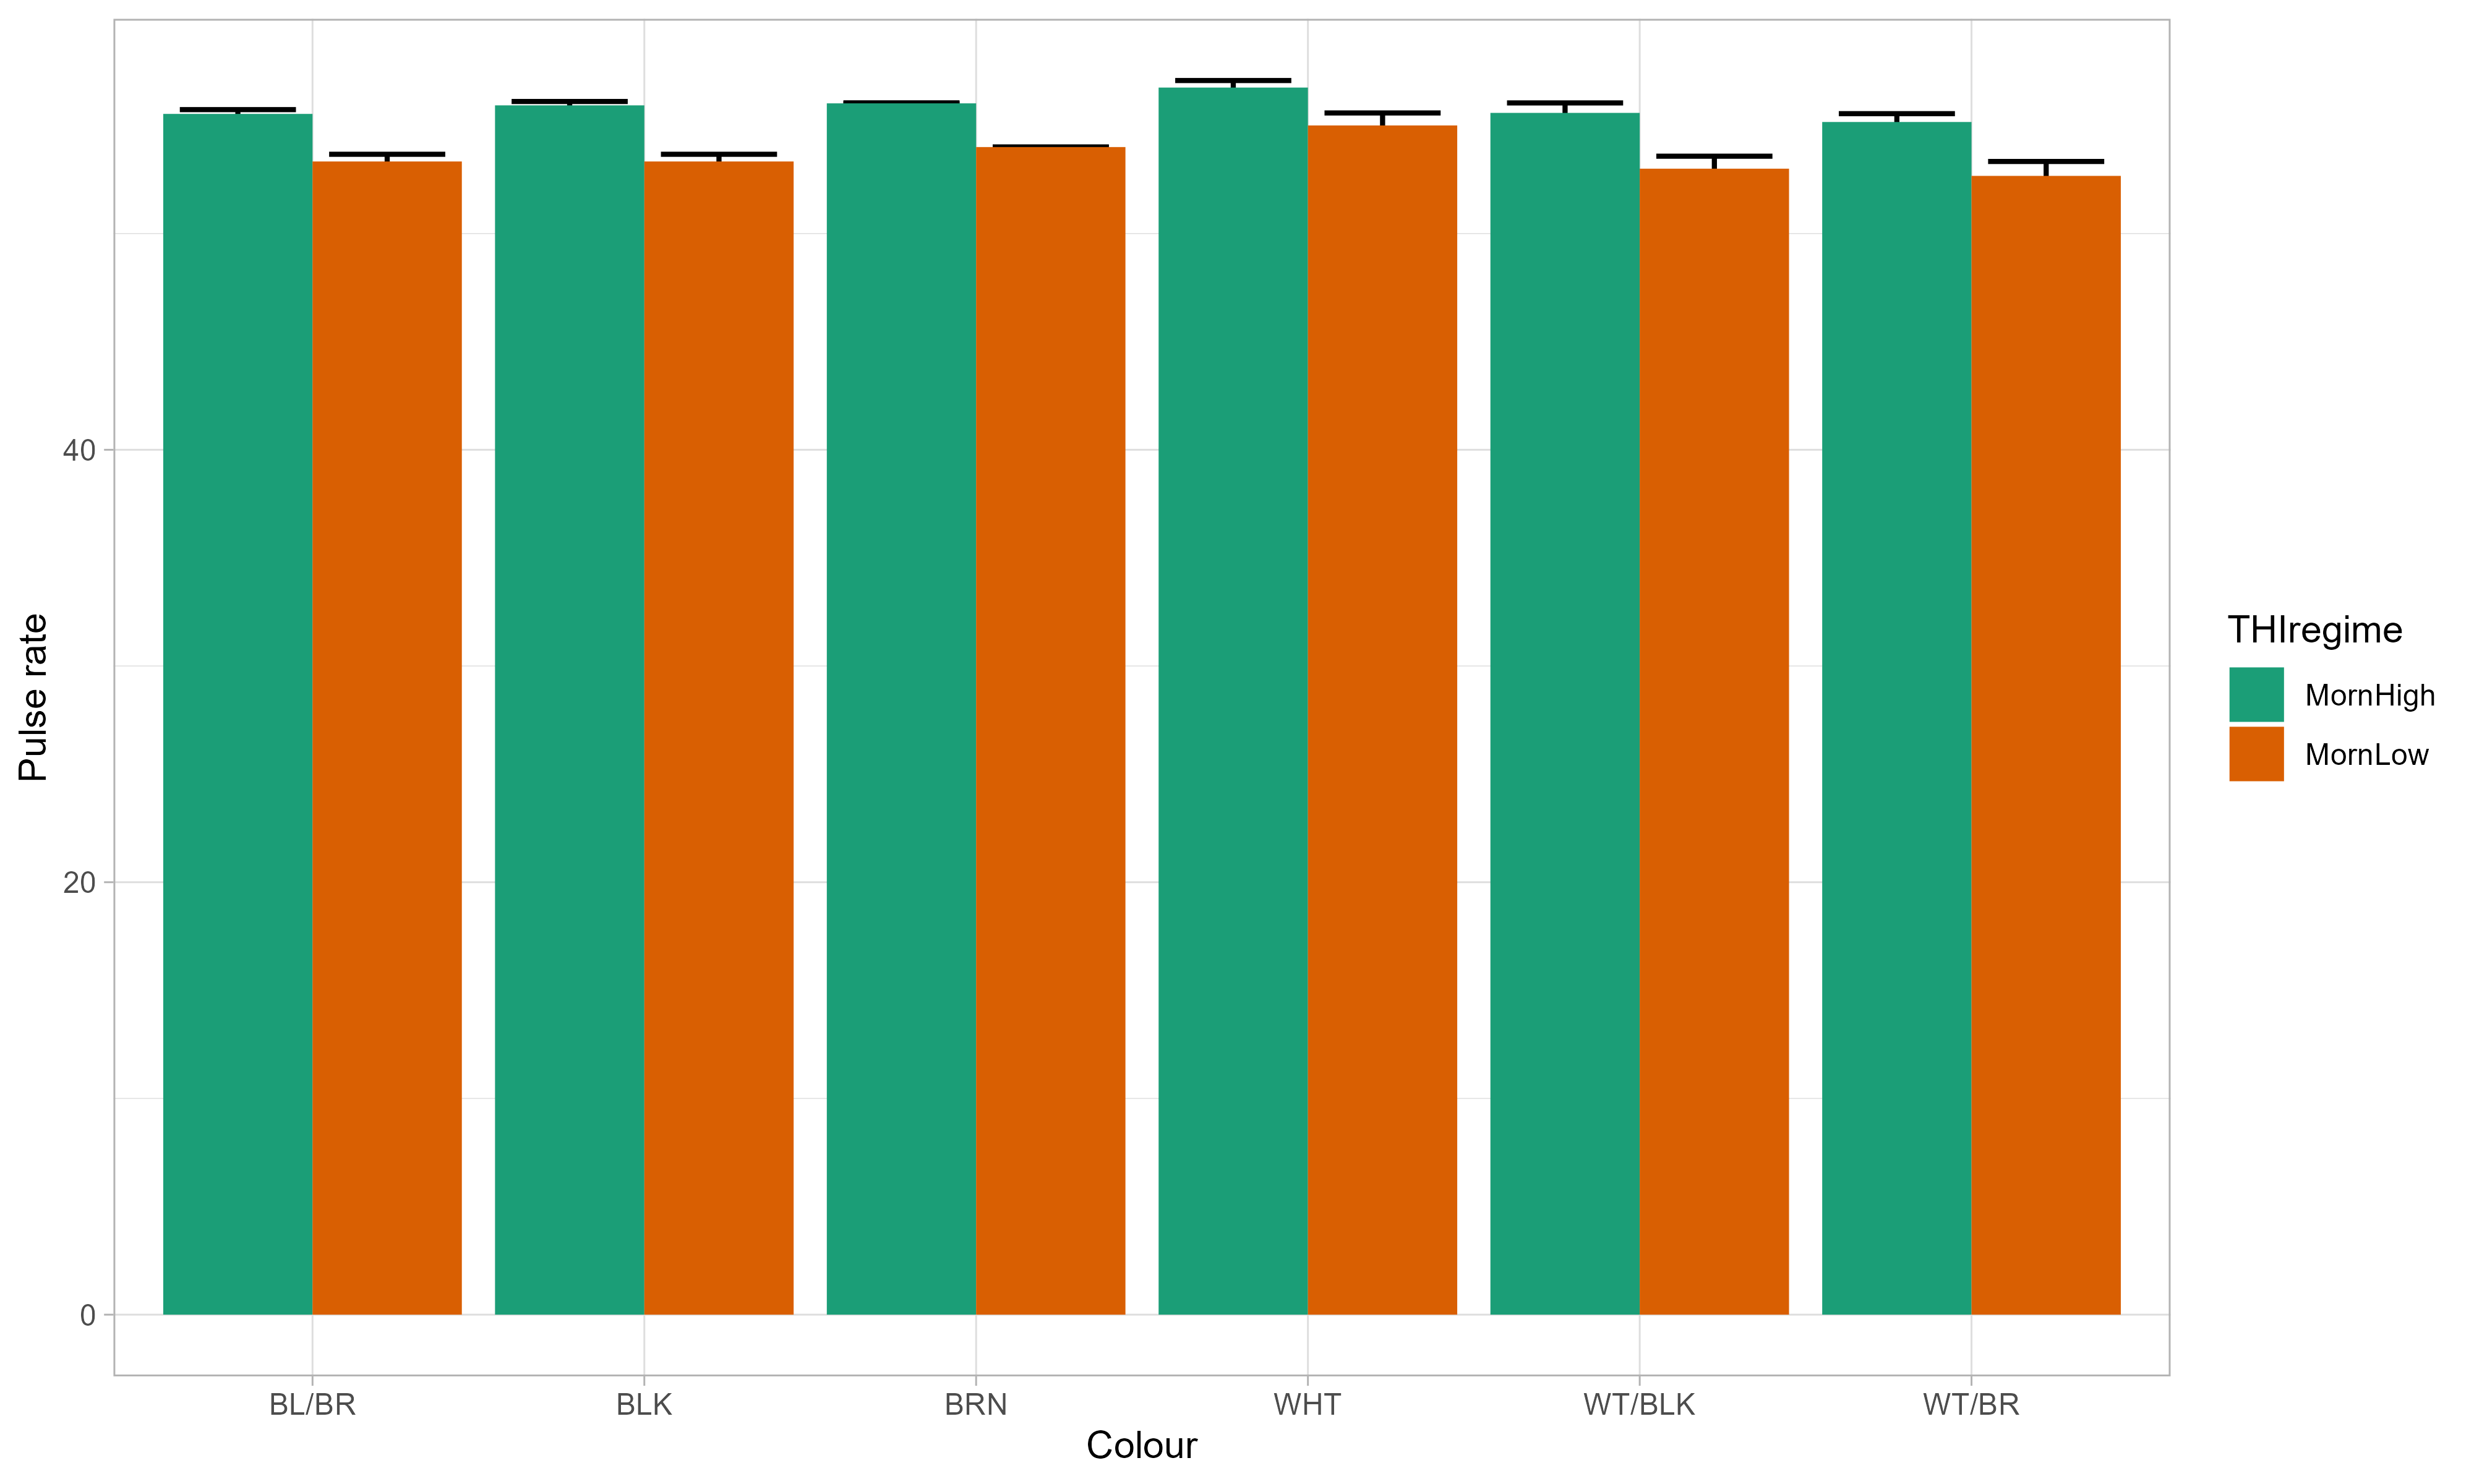 40
20
0
Pulse rate
BL/BR
BLK
BRN
WHT
WT/BLK
WT/BR
Colour
THIregime
MornHigh
MornLow